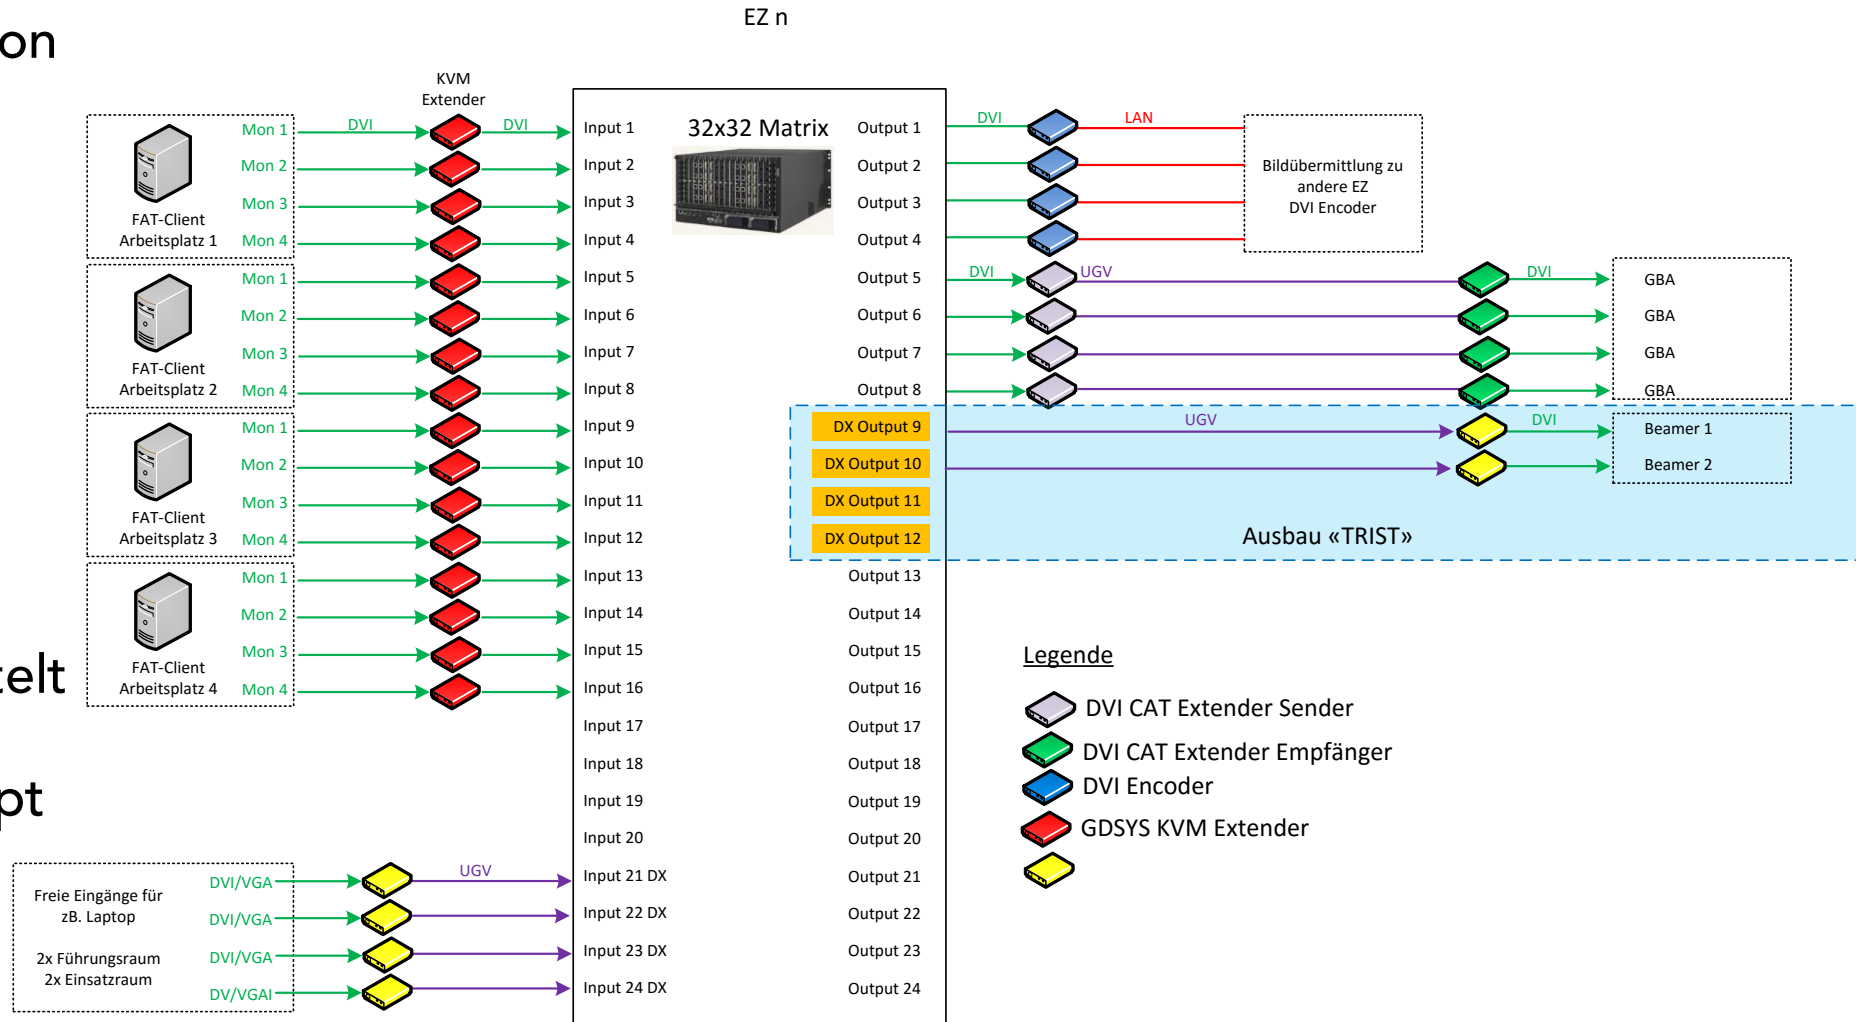 EZ n
on
KVM
Extender
32x32 Matrix
Mon 1
DVI
DVI
Input 1
Output 1
DVI
LAN
Mon 2
Input 2
Output 2
Mon 3
Input 3
Output 3
Mon 4
Input 4
Output 4
FAT-Client
Arbeitsplatz 1
Bildübermittlung zu
andere EZ
DVI Encoder
Mon 1
Input 5
Output 5
DVI
UGV
DVI
GBA
Mon 2
Input 6
Output 6
GBA
Mon 3
Input 7
Output 7
GBA
Mon 4
Input 8
Output 8
GBA
FAT-Client
Arbeitsplatz 2
Mon 1
Input 9
DX Output 9
UGV
DVI
Beamer 1
Mon 2
Input 10
DX Output 10
Beamer 2
Mon 3
Input 11
DX Output 11
Mon 4
Input 12
DX Output 12
Ausbau «TRIST»
FAT-Client
Arbeitsplatz 3
Mon 1
Input 13
Output 13
Mon 2
Input 14
Output 14
Mon 3
Input 15
Output 15
Mon 4
Input 16
Output 16
FAT-Client
Arbeitsplatz 4
telt
Input 17
Output 17
Input 18
Output 18
Input 19
Output 19
Input 20
Output 20
pt
Freie Eingänge für
zB. Laptop
2x Führungsraum
2x Einsatzraum
DVI/VGA
UGV
Input 21 DX
Output 21
DVI/VGA
Input 22 DX
Output 22
DVI/VGA
Input 23 DX
Output 23
DV/VGAI
Input 24 DX
Output 24
Legende
DVI CAT Extender Sender
DVI CAT Extender Empfänger
DVI Encoder
GDSYS KVM Extender